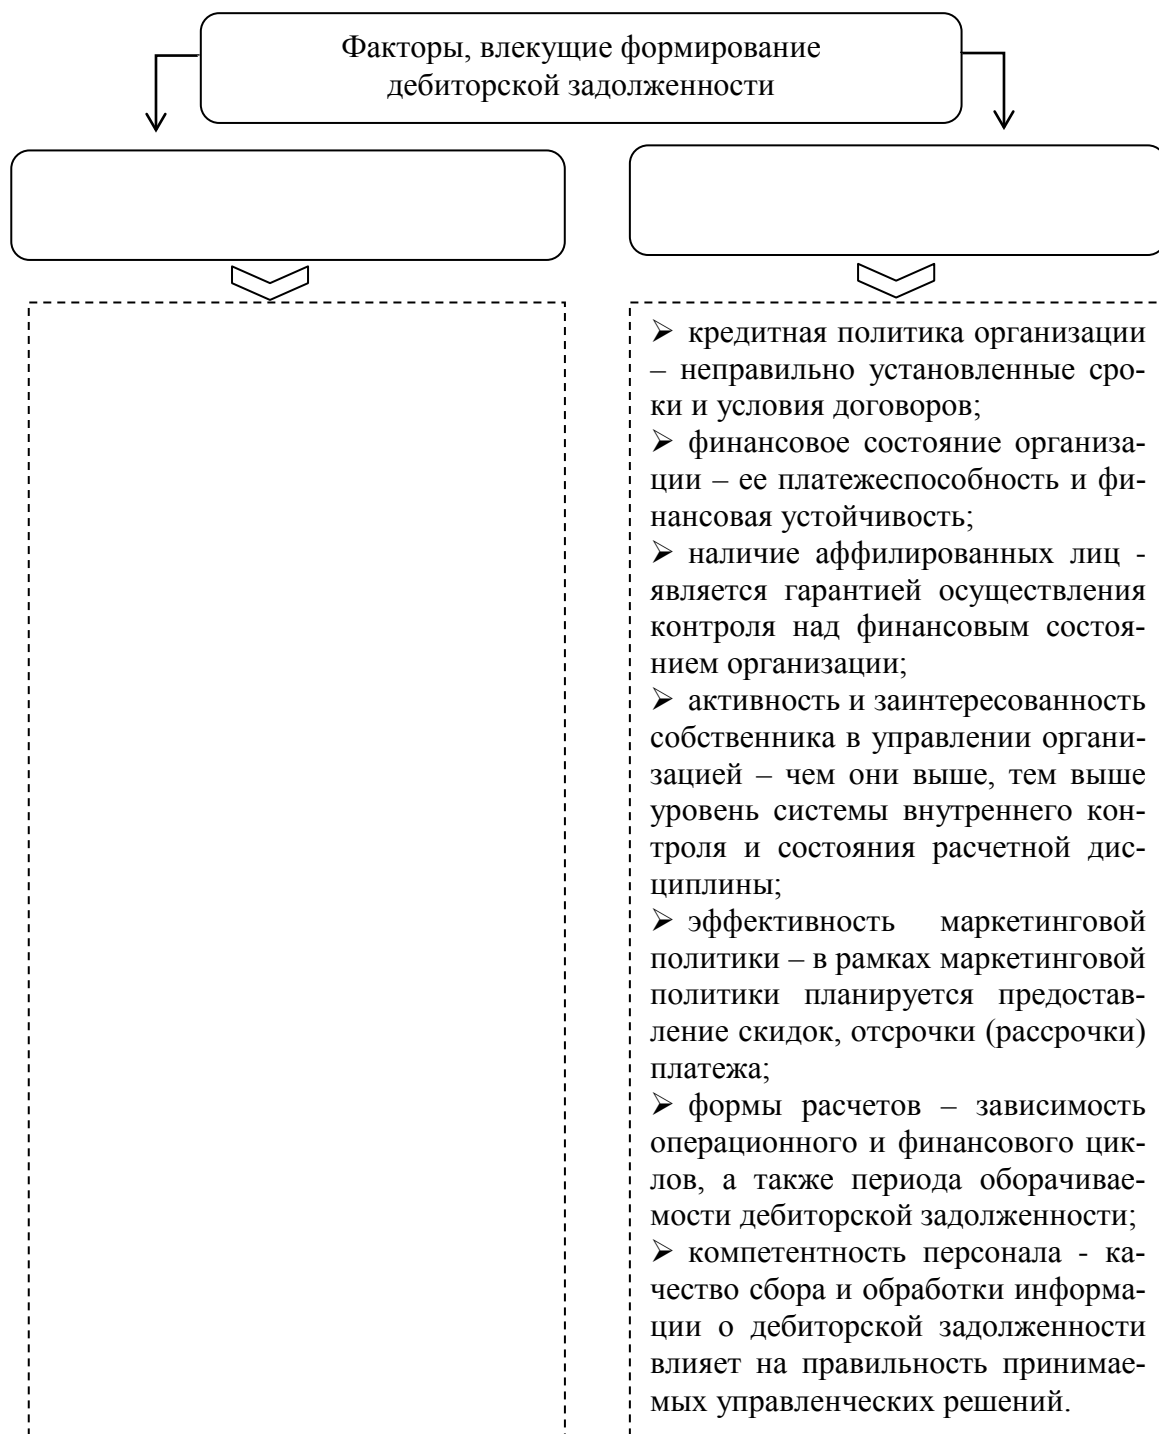 Факторы, влекущие формирование
дебиторской задолженности
➢ кредитная политика организации
– неправильно установленные сро-
ки и условия договоров;
➢ финансовое состояние организа-
ции – ее платежеспособность и фи-
нансовая устойчивость;
➢ наличие аффилированных лиц -
является гарантией осуществления
контроля над финансовым состоя-
нием организации;
➢ активность и заинтересованность
собственника в управлении органи-
зацией – чем они выше, тем выше
уровень системы внутреннего кон-
троля и состояния расчетной дис-
циплины;
➢ эффективность маркетинговой
политики – в рамках маркетинговой
политики планируется предостав-
ление скидок, отсрочки (рассрочки)
платежа;
➢ формы расчетов – зависимость
операционного и финансового цик-
лов, а также периода оборачивае-
мости дебиторской задолженности;
➢ компетентность персонала - ка-
чество сбора и обработки информа-
ции о дебиторской задолженности
влияет на правильность принимае-
мых управленческих решений.